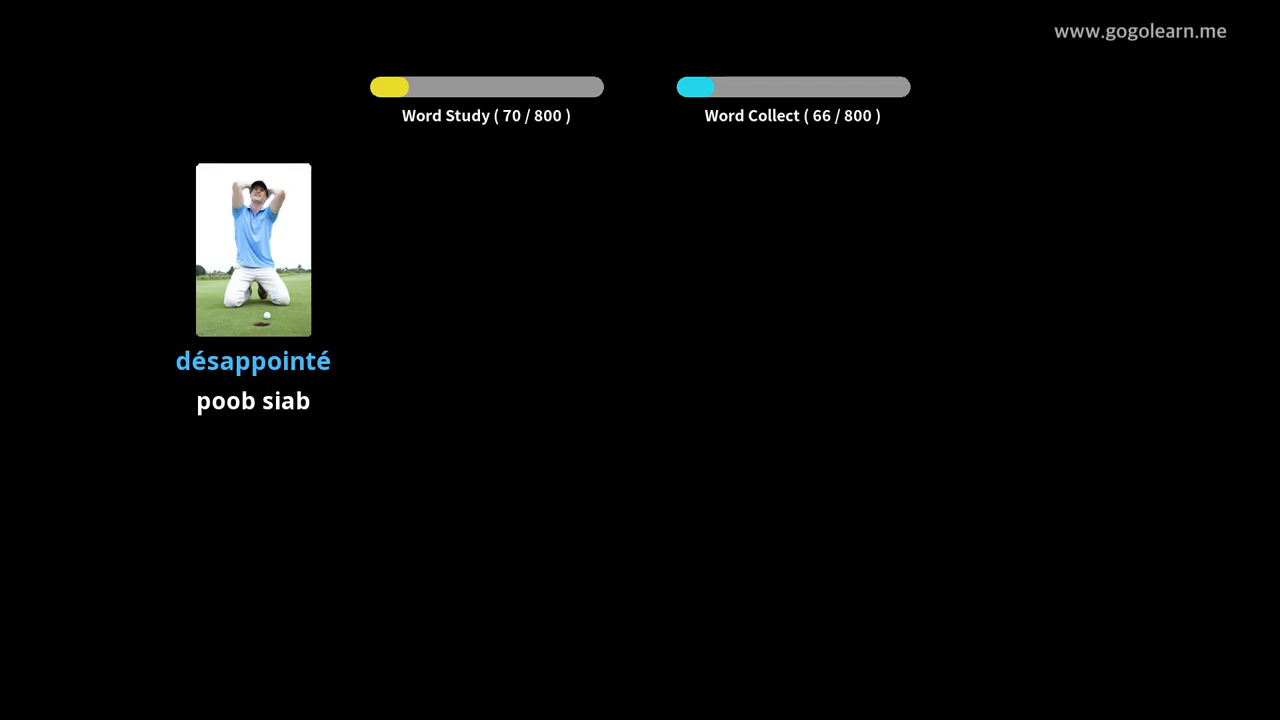 www.gogolearn.me
Word Study ( 70 / 800 )
Word Collect ( 66 / 800 )
désappointé
poob siab